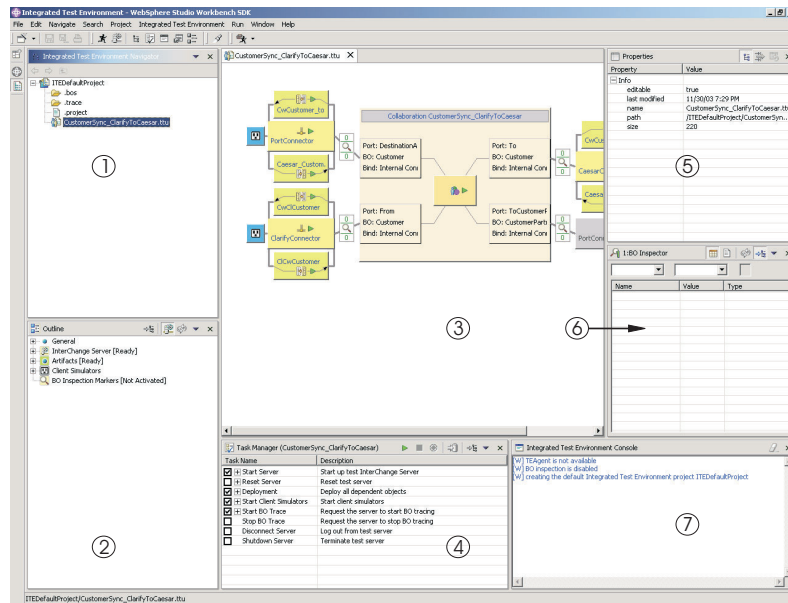 Integrated Test Environment - WebSphere Studio Workbench SDK
File Edit Navigate Search Project Integrated Test Environment Run Window Help
Integrated Test Environment Navigator
ITEDefaultProject
.bos
.trace
.project
CustomerSync_ClarifyToCaesar.ttu
1
Outline
General
InterChange Server [Ready]
Artifacts [Ready]
Client Simulators
BO Inspection Markers [Not Activated]
2
CustomerSync_ClarifyToCaesar.ttu
CwCustomer_to
PortConnector
Caesar_Custom.
CwClCustomer
ClarifyConnector
ClCwCustomer
0
0
0
0
Collaboration CustomerSync_ClarifyToCaesar
Port: DestinationA
BO: Customer
Bind: Internal Conn
Port: From
BO: Customer
Bind: Internal Conn
Port: To
BO: Customer
Bind: Internal Conn
Port: ToCustomerP
BO: CustomerParti
Bind: Internal Conn
0
0
0
0
CwCus
CaesarC
Caesa
PortConn
3
Task Manager (CustomerSync_ClarifyToCaesar)
Task Name Description
Start Server Start up test InterChange Server
Reset Server Reset test server
Deployment Deploy all dependent objects
Start Client Simulators Start client simulators
Start BO Trace Request the server to start BO tracing
Stop BO Trace Request the server to stop BO tracing
Disconnect Server Log out from test server
Shutdown Server Terminate test server
4
Properties
Property Value
Info
editable true
last modified 11/30/03 7:29 PM
name CustomerSync_ClarifyToCaesar.ttu
path /ITEDefaultProject/CustomerSyn...
size 220
5
1:BO Inspector
Name Value Type
6
Integrated Test Environment Console
[W] TEAgent is not available
[W] BO inspection is disabled
[W] creating the default Integrated Test Environment project ITEDefaultProject
7
ITEDefaultProject/CustomerSync_ClarifyToCaesar.ttu